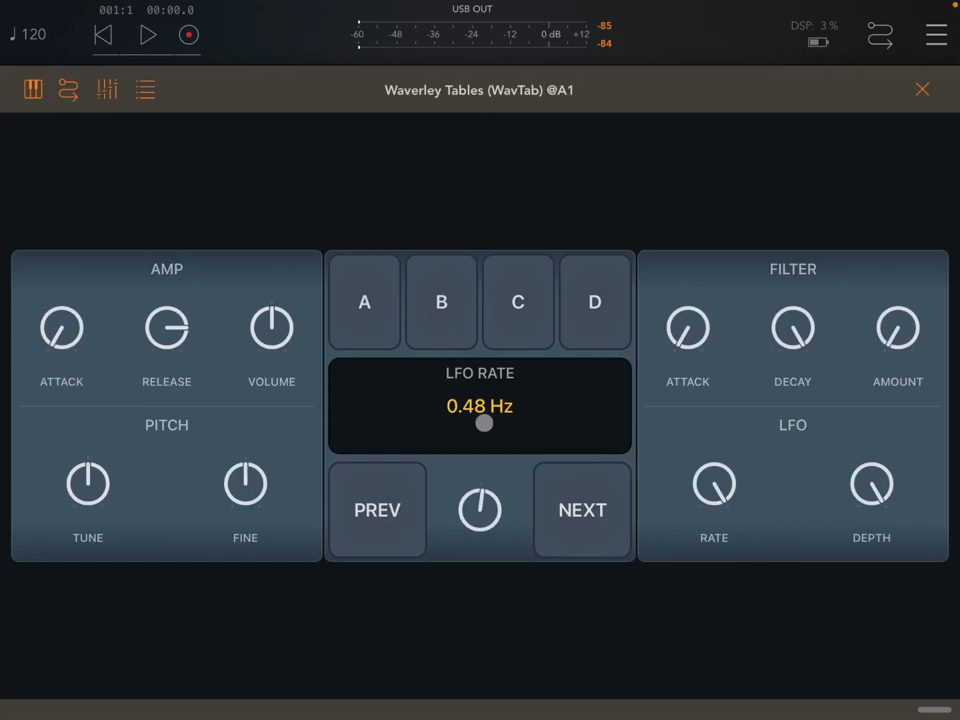 001:1 00:00.0
120
USB OUT
-60 -48 -36 -24 -12 0 dB +12
-85
-84
DSP: 3 %
Waverley Tables (WavTab) @A1
AMP
ATTACK RELEASE VOLUME
PITCH
TUNE FINE
A B C D
LFO RATE
0.48 Hz
PREV NEXT
FILTER
ATTACK DECAY AMOUNT
LFO
RATE DEPTH